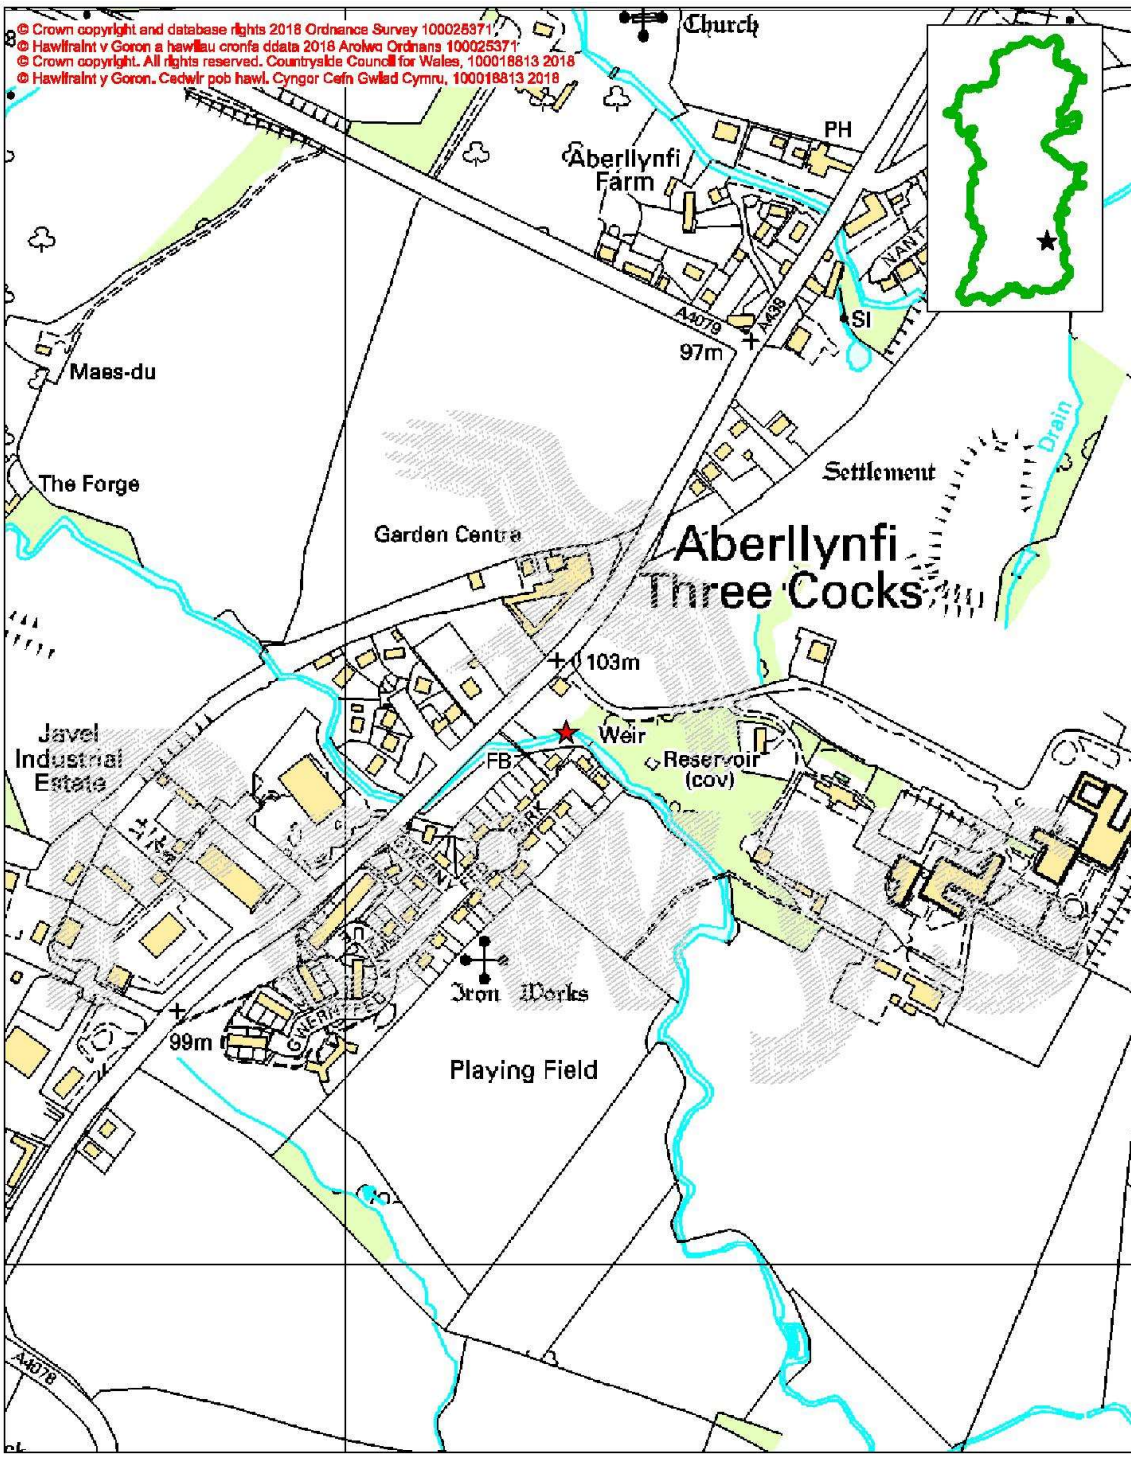 © Crown copyright and database rights 2018 Ordnance Survey 100025371
© Hawlfraint y Goron a hawliau cronfa ddata 2018 Arolwg Ordnans 100025371
© Crown copyright. All rights reserved. Countryside Council for Wales, 100018813 2018
© Hawlfraint y Goron. Cedwir pob hawl. Cyngor Cefn Gwlad Cymru, 100018813 2018
Church
PH
Aberllynfi
Farm
NANT
A4079
A438
SI
97m
Maes-du
Drain
Settlement
The Forge
Garden Centre
Aberllynfi
Three Cocks
103m
Javel
Industrial
Estate
Weir
FB
Reservoir
(cov)
Iron Works
99m
Playing Field
A4078
POWYS